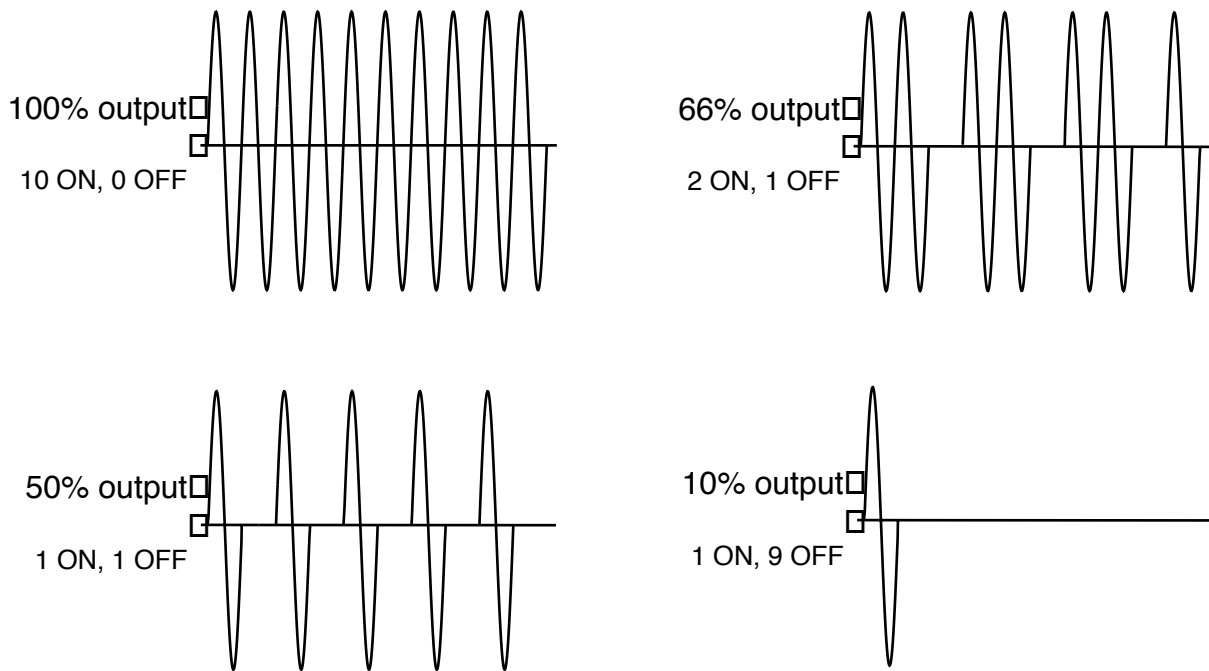 100% output
10 ON, 0 OFF
66% output
2 ON, 1 OFF
50% output
1 ON, 1 OFF
10% output
1 ON, 9 OFF